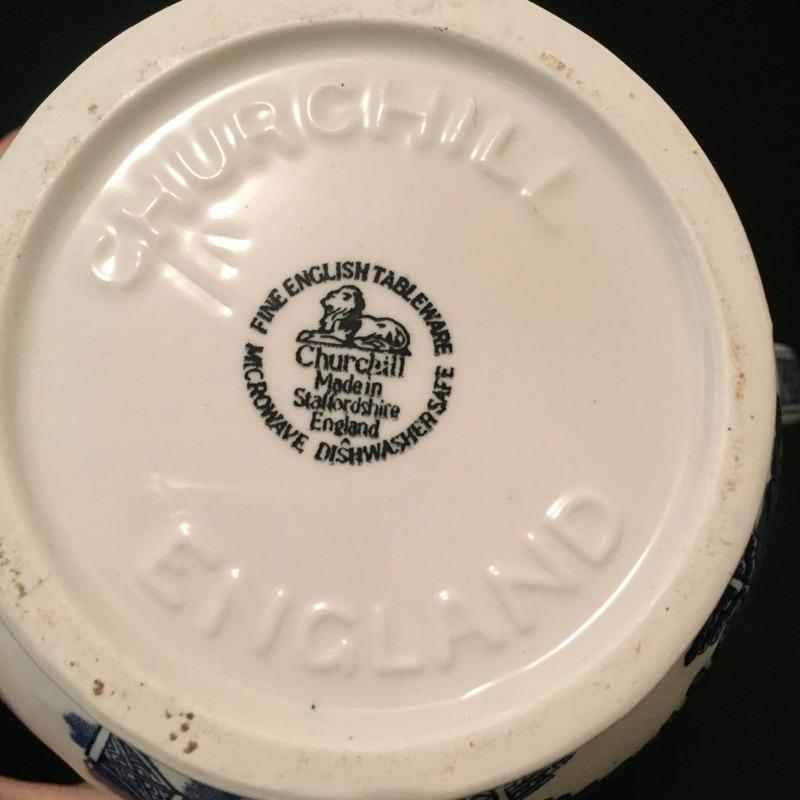 CHURCHILL
FINE ENGLISH TABLEWARE
Churchill
Made in
Staffordshire
England
MICROWAVE DISHWASHER SAFE
ENGLAND